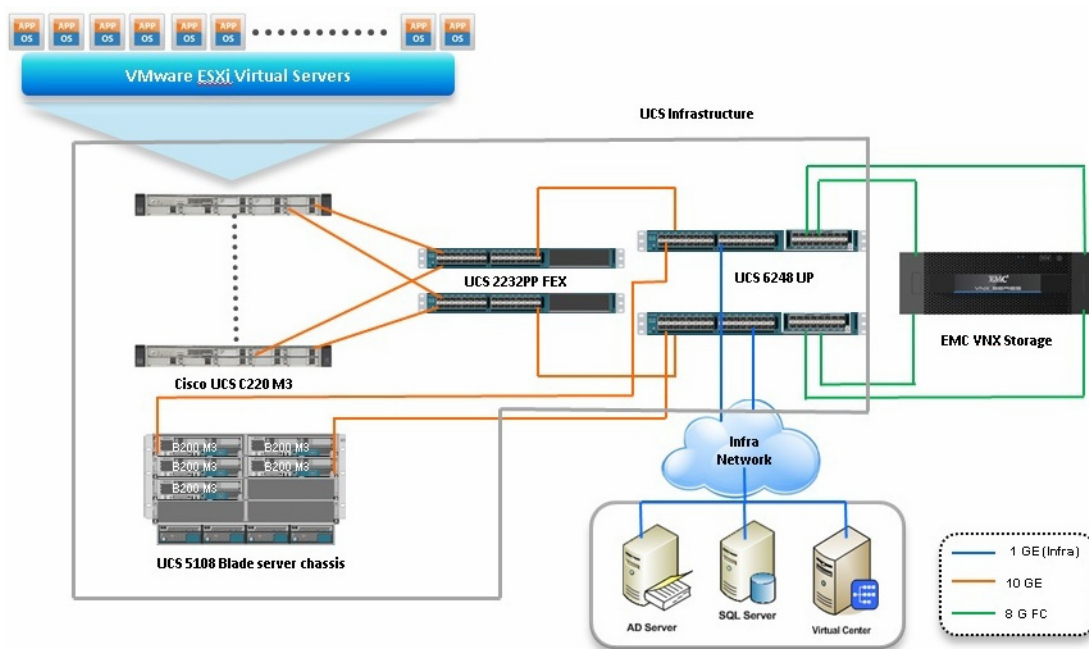 APP APP APP APP APP APP APP APP
OS OS OS OS OS OS OS OS
VMware ESXi Virtual Servers
UCS Infrastructure
UCS 2232PP FEX
UCS 6248 UP
EMC²
VNX SERIES
EMC VNX Storage
Cisco UCS C220 M3
B200 M3 B200 M3
B200 M3 B200 M3
B200 M3
UCS 5108 Blade server chassis
Infra
Network
AD Server
SQL Server
Virtual Center
1 GE (Infra)
10 GE
8 G FC